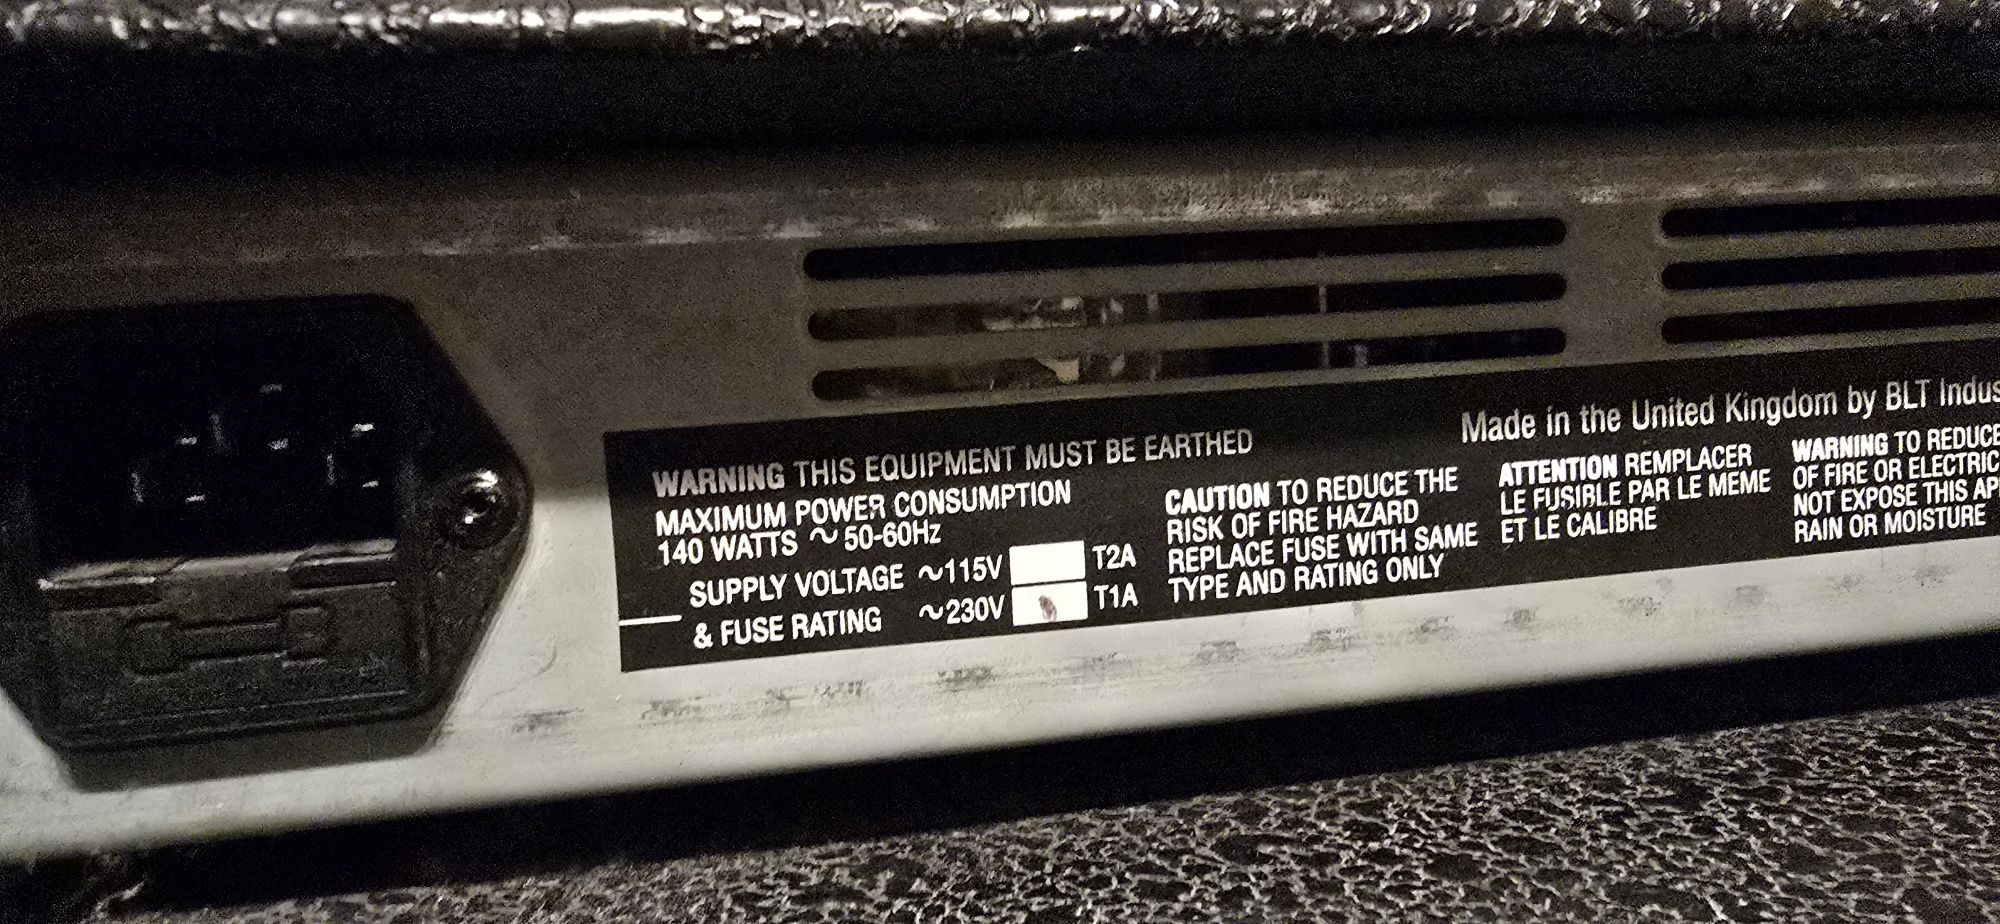 Made in the United Kingdom by BLT Indus
WARNING THIS EQUIPMENT MUST BE EARTHED
MAXIMUM POWER CONSUMPTION
140 WATTS ~ 50-60Hz
SUPPLY VOLTAGE ~115V T2A
& FUSE RATING ~230V T1A
CAUTION TO REDUCE THE
RISK OF FIRE HAZARD
REPLACE FUSE WITH SAME
TYPE AND RATING ONLY
ATTENTION REMPLACER
LE FUSIBLE PAR LE MEME
ET LE CALIBRE
WARNING TO REDUCE
OF FIRE OR ELECTRIC
NOT EXPOSE THIS AP
RAIN OR MOISTURE